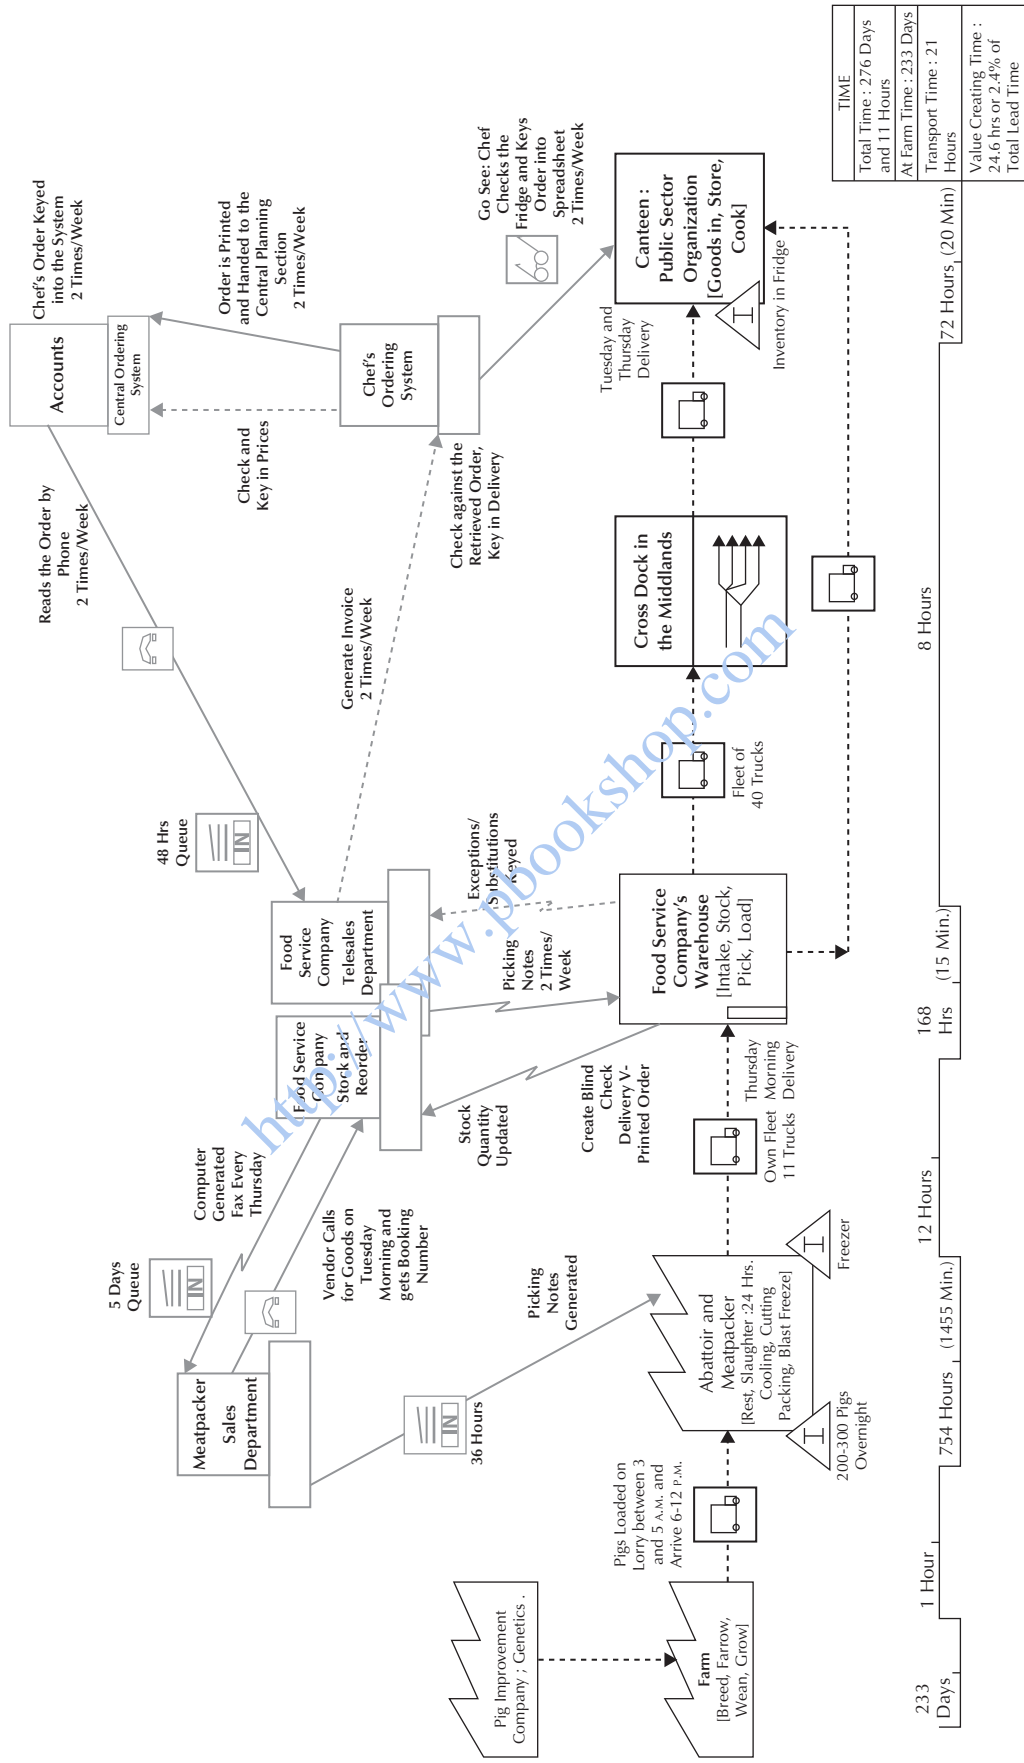 5 Days
Queue
Meatpacker
Sales
Department
Computer
Generated
Fax Every
Thursday
Vendor Calls
for Goods on
Tuesday
Morning and
gets Booking
Number
36 Hours
Picking
Notes
Generated
Food Service
Company
Stock and
Reorder
Food
Service
Company
Telesales
Department
48 Hrs
Queue
Reads the Order by
Phone
2 Times/Week
Accounts
Central Ordering
System
Chef's Order Keyed
into the System
2 Times/Week
Order is Printed
and Handed to the
Central Planning
Section
2 Times/Week
Check and
Key in Prices
Chef's
Ordering
System
Generate Invoice
2 Times/Week
Check against the
Retrieved Order,
Key in Delivery
Go See: Chef
Checks the
Fridge and Keys
Order into
Spreadsheet
2 Times/Week
Stock
Quantity
Updated
Picking
Notes
2 Times/
Week
Exceptions/
Substitutions
Keyed
Create Blind
Check
Delivery V-
Printed Order
Pig Improvement
Company ; Genetics .
Farm
[Breed, Farrow,
Wean, Grow]
Pigs Loaded on
Lorry between 3
and 5 A.M. and
Arrive 6-12 P.M.
Abattoir and
Meatpacker
[Rest, Slaughter :24 Hrs.
Cooling, Cutting
Packing, Blast Freeze]
I
200-300 Pigs
Overnight
I
Freezer
Own Fleet
11 Trucks
Thursday
Morning
Delivery
Food Service
Company's
Warehouse
[Intake, Stock,
Pick, Load]
Fleet of
40 Trucks
Cross Dock in
the Middlands
Tuesday and
Thursday
Delivery
Canteen :
Public Sector
Organization
[Goods in, Store,
Cook]
I
Inventory in Fridge
IN
IN
IN
233
Days
1 Hour
754 Hours
(1455 Min.)
12 Hours
168
Hrs
(15 Min.)
8 Hours
72 Hours
(20 Min)
TIME
Total Time : 276 Days
and 11 Hours
At Farm Time : 233 Days
Transport Time : 21
Hours
Value Creating Time :
24.6 hrs or 2.4% of
Total Lead Time
http://www.pbookshop.com